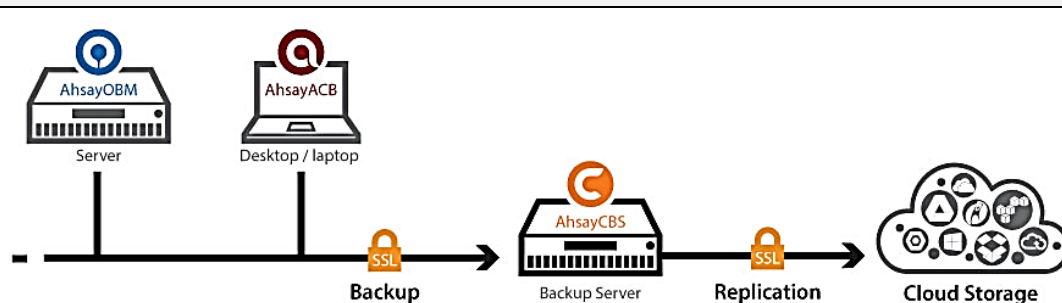 AhsayOBM
Server
AhsayACB
Desktop / laptop
SSL
Backup
AhsayCBS
Backup Server
SSL
Replication
Cloud Storage